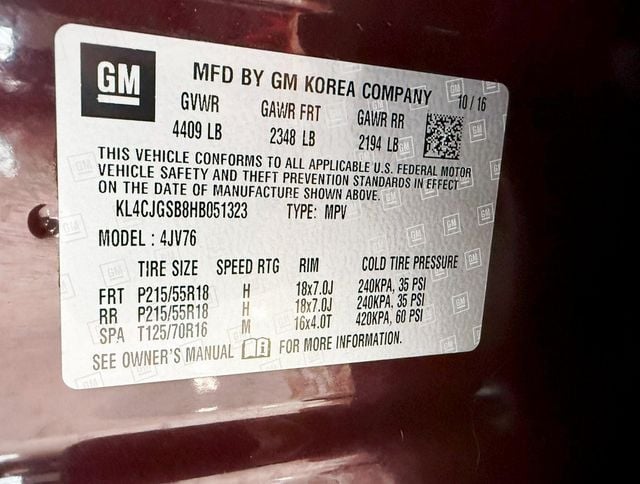 GM
MFD BY GM KOREA COMPANY 10 / 16
GVWR GAWR FRT GAWR RR
4409 LB 2348 LB 2194 LB
THIS VEHICLE CONFORMS TO ALL APPLICABLE U.S. FEDERAL MOTOR
VEHICLE SAFETY AND THEFT PREVENTION STANDARDS IN EFFECT
ON THE DATE OF MANUFACTURE SHOWN ABOVE.
KL4CJGSB8HB051323 TYPE: MPV
MODEL : 4JV76
TIRE SIZE SPEED RTG RIM COLD TIRE PRESSURE
FRT P215/55R18 H 18x7.0J 240KPA, 35 PSI
RR P215/55R18 H 18x7.0J 240KPA, 35 PSI
SPA T125/70R16 M 16x4.0T 420KPA, 60 PSI
SEE OWNER'S MANUAL FOR MORE INFORMATION.